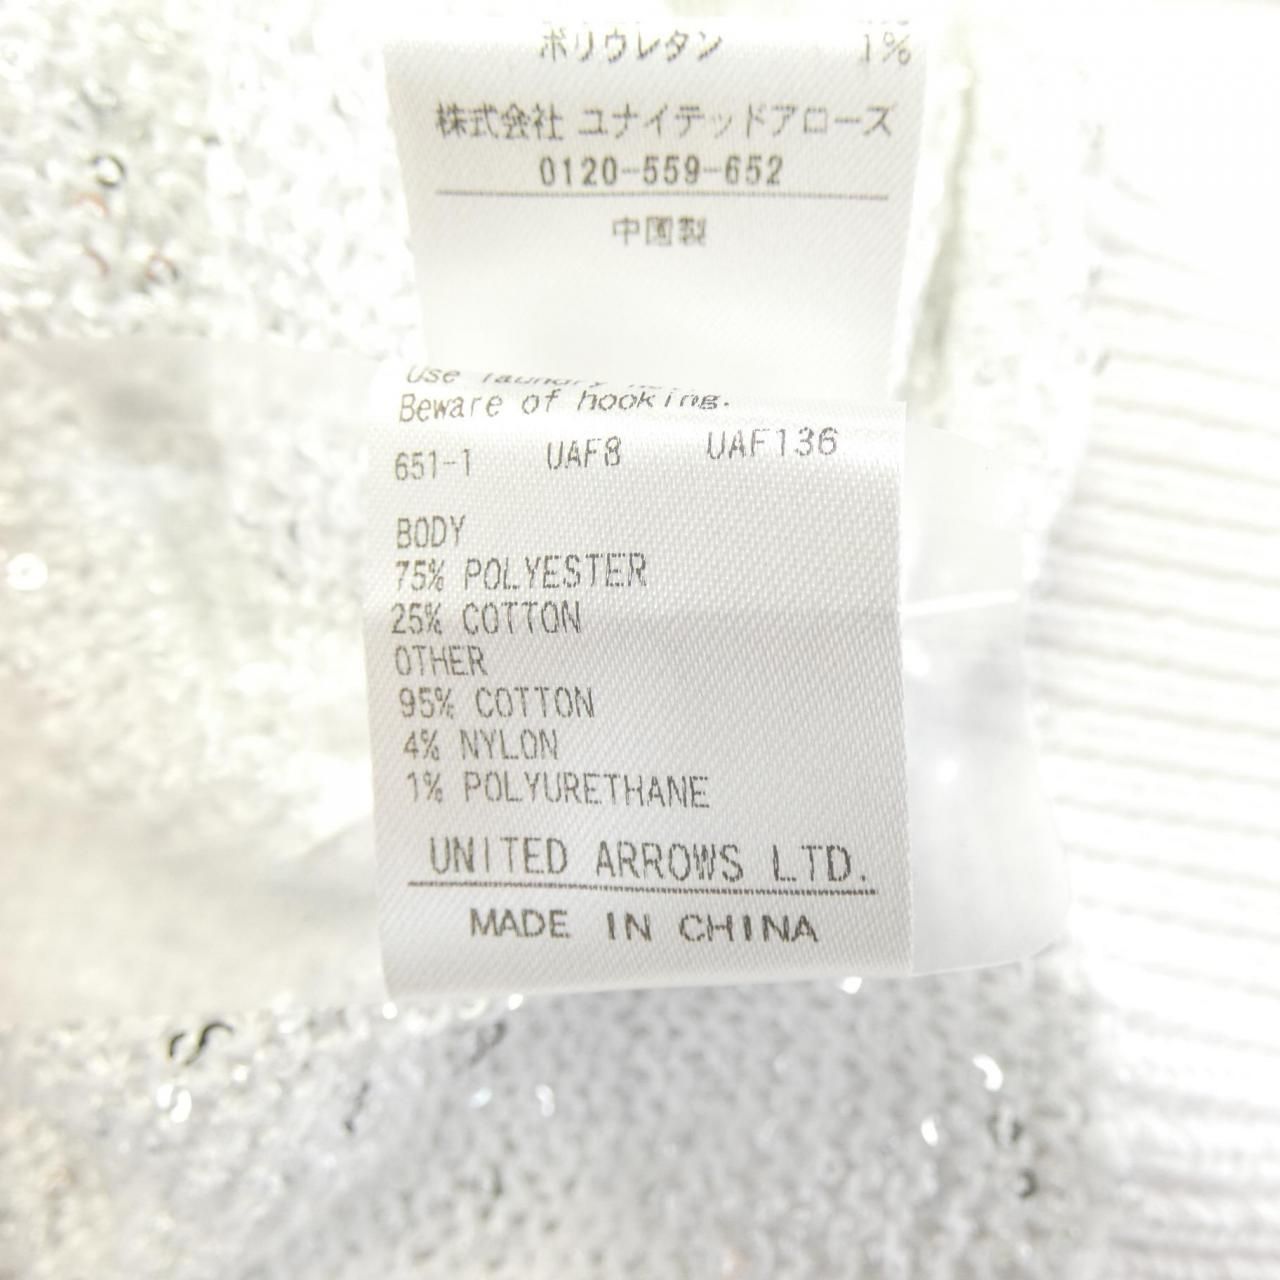 ポリウレタン 1%
株式会社 ユナイテッドアローズ
0120-559-652
中国製
Use laundry
Beware of hooking.
651-1 UAF8 UAF136
BODY
75% POLYESTER
25% COTTON
OTHER
95% COTTON
4% NYLON
1% POLYURETHANE
UNITED ARROWS LTD.
MADE IN CHINA